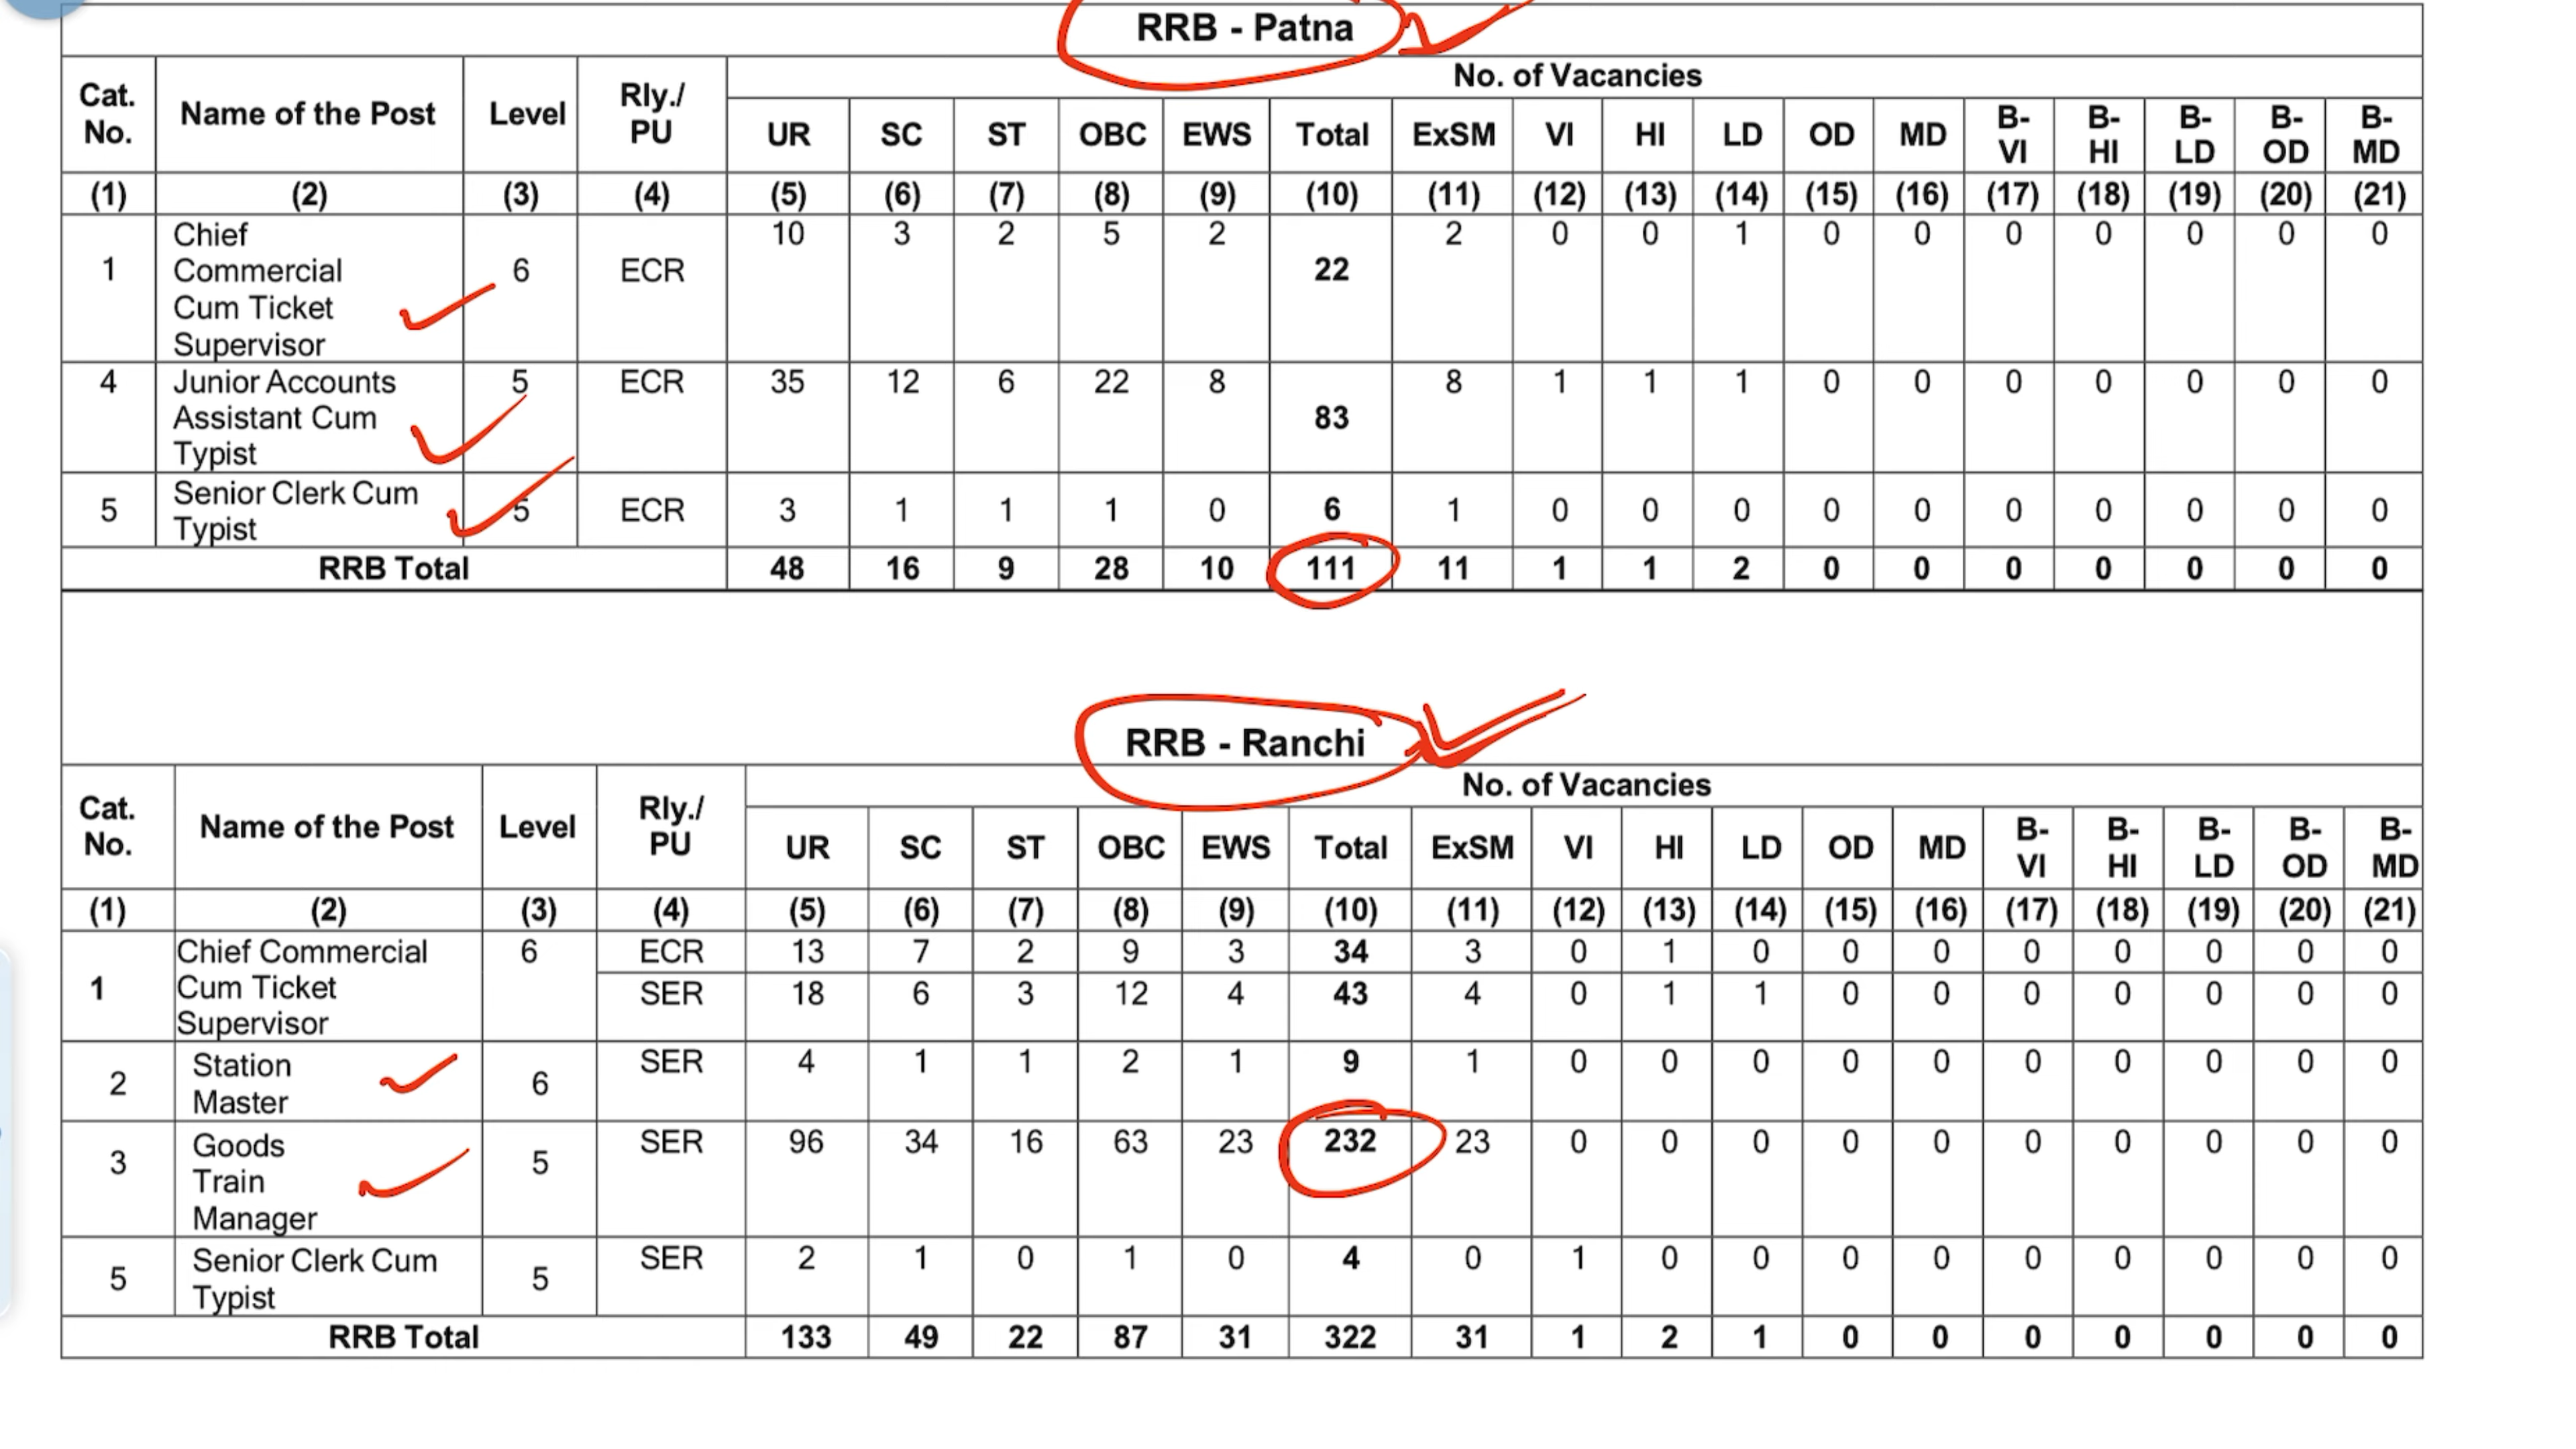 RRB - Patna
Cat. No. Name of the Post Level Rly./ PU No. of Vacancies
UR SC ST OBC EWS Total ExSM VI HI LD OD MD B-VI B-HI B-LD B-OD B-MD
(1) (2) (3) (4) (5) (6) (7) (8) (9) (10) (11) (12) (13) (14) (15) (16) (17) (18) (19) (20) (21)
1 Chief Commercial Cum Ticket Supervisor 6 ECR 10 3 2 5 2 22 2 0 0 1 0 0 0 0 0 0 0
4 Junior Accounts Assistant Cum Typist 5 ECR 35 12 6 22 8 83 8 1 1 1 0 0 0 0 0 0 0
5 Senior Clerk Cum Typist 5 ECR 3 1 1 1 0 6 1 0 0 0 0 0 0 0 0 0 0
RRB Total 48 16 9 28 10 111 11 1 1 2 0 0 0 0 0 0 0
RRB - Ranchi
Cat. No. Name of the Post Level Rly./ PU No. of Vacancies
UR SC ST OBC EWS Total ExSM VI HI LD OD MD B-VI B-HI B-LD B-OD B-MD
(1) (2) (3) (4) (5) (6) (7) (8) (9) (10) (11) (12) (13) (14) (15) (16) (17) (18) (19) (20) (21)
1 Chief Commercial Cum Ticket Supervisor 6 ECR 13 7 2 9 3 34 3 0 1 0 0 0 0 0 0 0 0
SER 18 6 3 12 4 43 4 0 1 1 0 0 0 0 0 0 0
2 Station Master 6 SER 4 1 1 2 1 9 1 0 0 0 0 0 0 0 0 0 0
3 Goods Train Manager 5 SER 96 34 16 63 23 232 23 0 0 0 0 0 0 0 0 0 0
5 Senior Clerk Cum Typist 5 SER 2 1 0 1 0 4 0 1 0 0 0 0 0 0 0 0 0
RRB Total 133 49 22 87 31 322 31 1 2 1 0 0 0 0 0 0 0